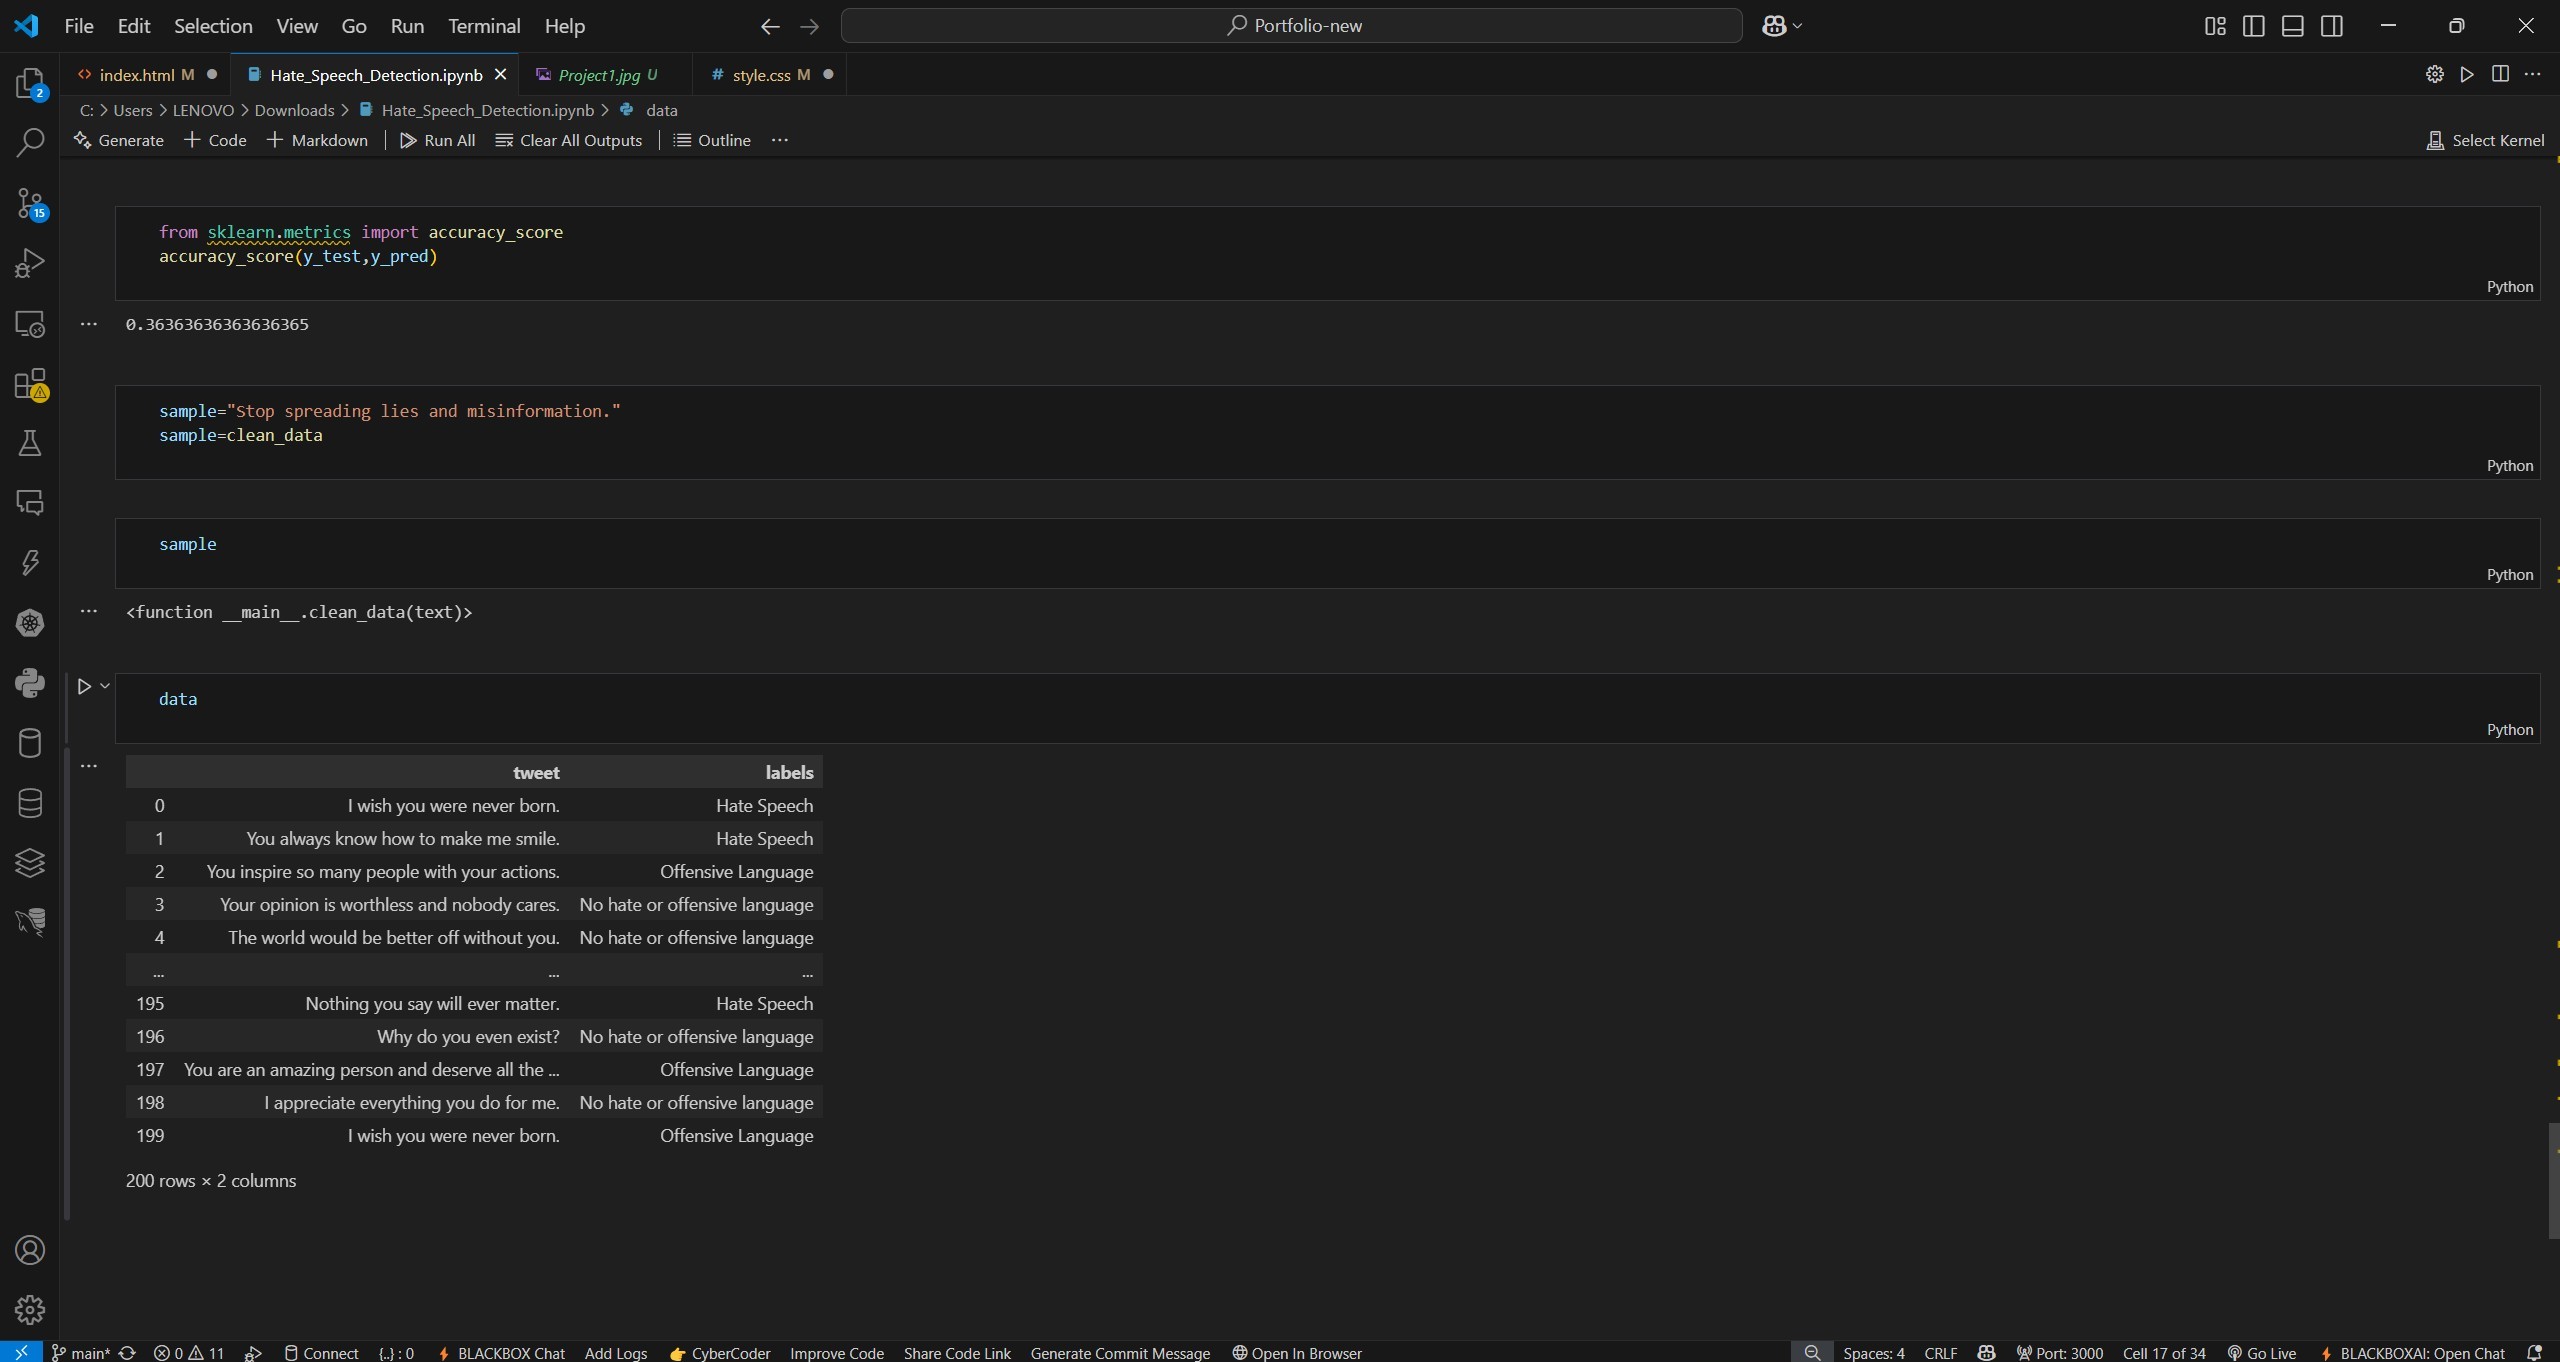 File Edit Selection View Go Run Terminal Help Portfolio-new
index.html M Hate_Speech_Detection.ipynb Project1.jpg U # style.css M
C: > Users > LENOVO > Downloads > Hate_Speech_Detection.ipynb > data
Generate + Code + Markdown Run All Clear All Outputs Outline ... Select Kernel
2
15
from sklearn.metrics import accuracy_score
accuracy_score(y_test,y_pred)
Python
0.36363636363636365
sample="Stop spreading lies and misinformation."
sample=clean_data
Python
sample
Python
<function __main__.clean_data(text)>
data
Python
tweet labels
0 I wish you were never born. Hate Speech
1 You always know how to make me smile. Hate Speech
2 You inspire so many people with your actions. Offensive Language
3 Your opinion is worthless and nobody cares. No hate or offensive language
4 The world would be better off without you. No hate or offensive language
... ... ...
195 Nothing you say will ever matter. Hate Speech
196 Why do you even exist? No hate or offensive language
197 You are an amazing person and deserve all the ... Offensive Language
198 I appreciate everything you do for me. No hate or offensive language
199 I wish you were never born. Offensive Language
200 rows × 2 columns
main* 0 11 Connect {..} : 0 BLACKBOX Chat Add Logs CyberCoder Improve Code Share Code Link Generate Commit Message Open In Browser Spaces: 4 CRLF Port: 3000 Cell 17 of 34 Go Live BLACKBOXAI: Open Chat